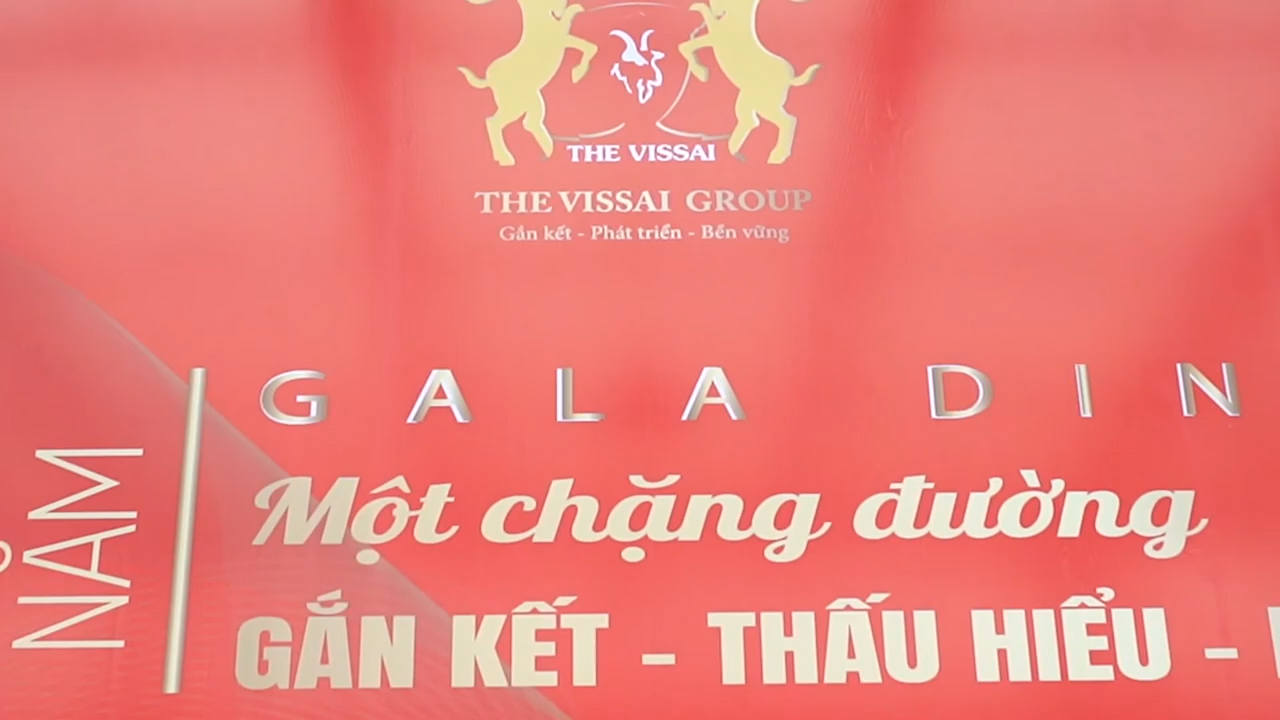 THE VISSAI
THE VISSAI GROUP
Gắn kết - Phát triển - Bền vững
GALA DIN
NĂM
Một chặng đường
GẮN KẾT - THẤU HIỂU -